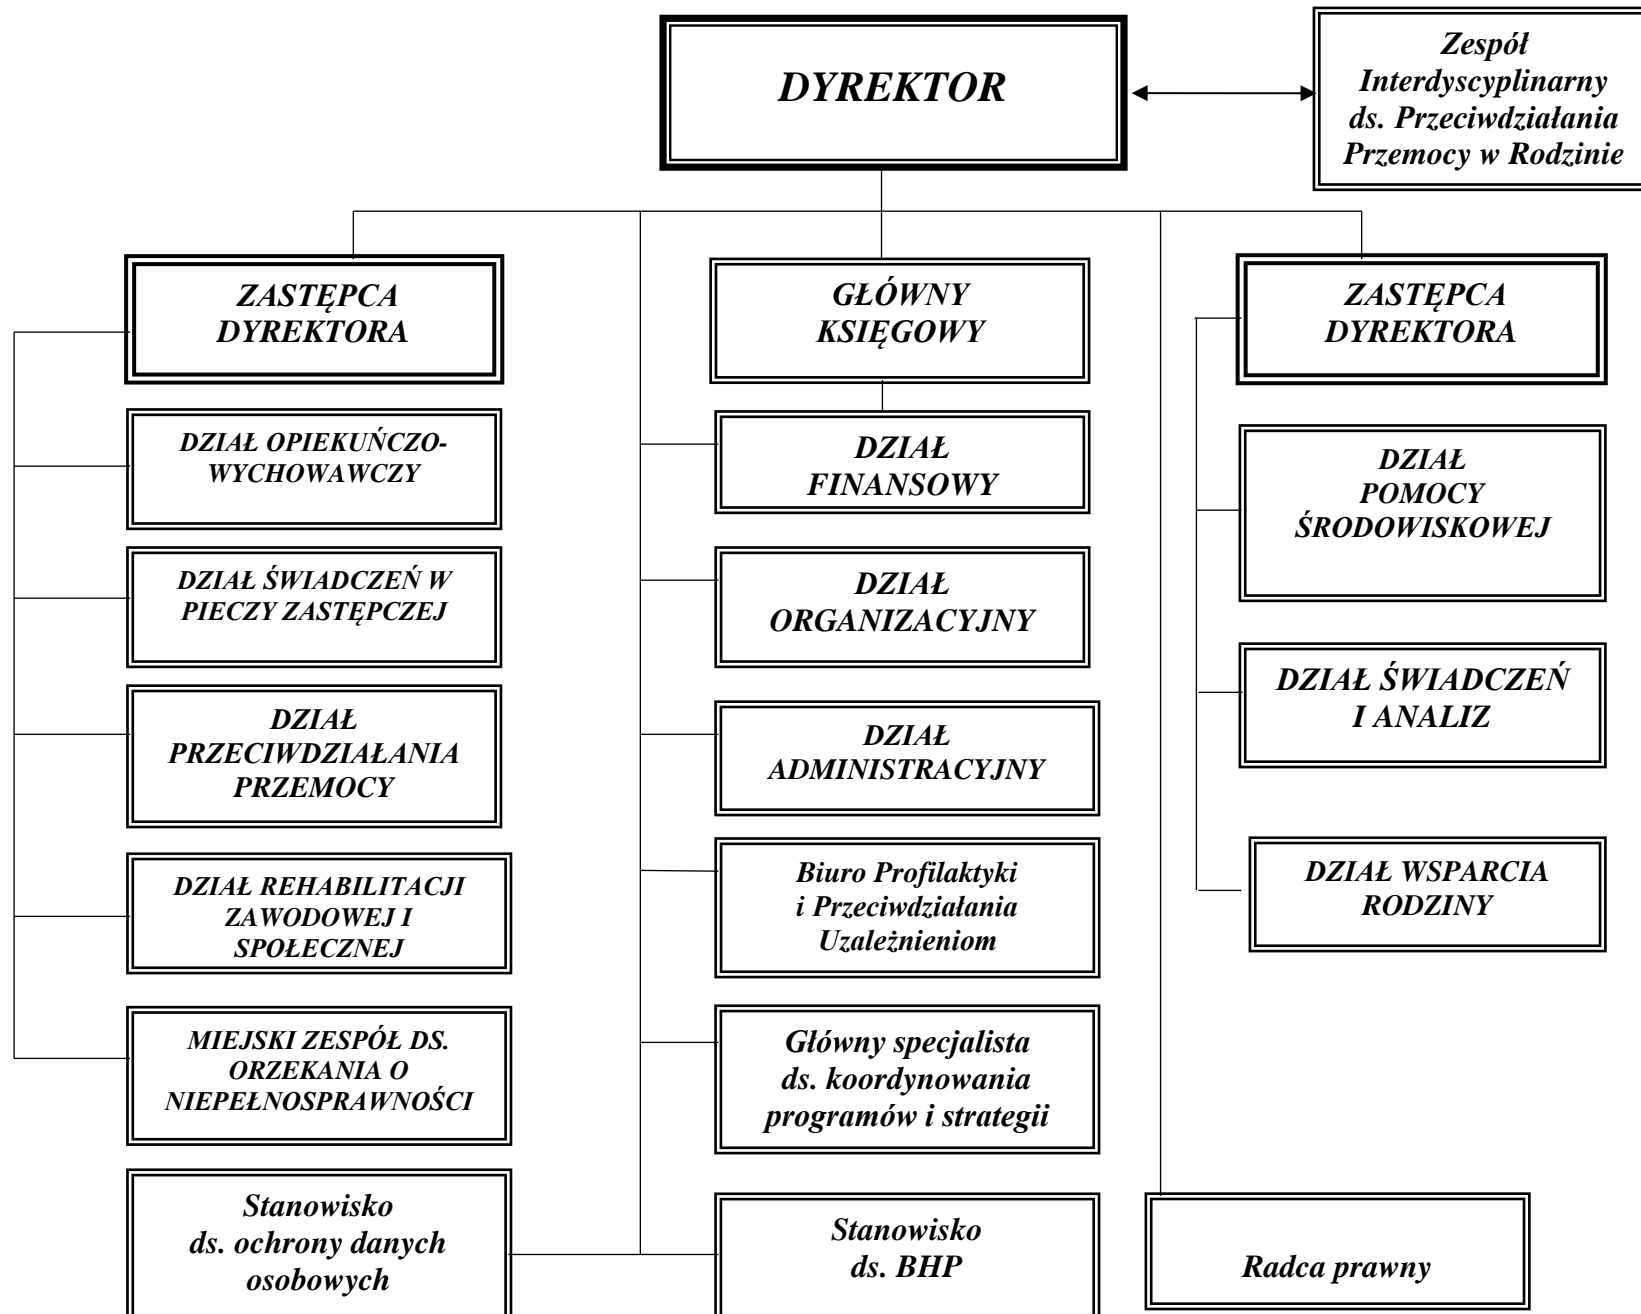 DYREKTOR
Zespół
Interdyscyplinarny
ds. Przeciwdziałania
Przemocy w Rodzinie
ZASTĘPCA
DYREKTORA
GŁÓWNY
KSIĘGOWY
ZASTĘPCA
DYREKTORA
DZIAŁ OPIEKUŃCZO-
WYCHOWAWCZY
DZIAŁ ŚWIADCZEŃ W
PIECZY ZASTĘPCZEJ
DZIAŁ
PRZECIWDZIAŁANIA
PRZEMOCY
DZIAŁ REHABILITACJI
ZAWODOWEJ I
SPOŁECZNEJ
MIEJSKI ZESPÓŁ DS.
ORZEKANIA O
NIEPEŁNOSPRAWNOŚCI
Stanowisko
ds. ochrony danych
osobowych
DZIAŁ
FINANSOWY
DZIAŁ
ORGANIZACYJNY
DZIAŁ
ADMINISTRACYJNY
Biuro Profilaktyki
i Przeciwdziałania
Uzależnieniom
Główny specjalista
ds. koordynowania
programów i strategii
Stanowisko
ds. BHP
DZIAŁ
POMOCY
ŚRODOWISKOWEJ
DZIAŁ ŚWIADCZEŃ
I ANALIZ
DZIAŁ WSPARCIA
RODZINY
Radca prawny